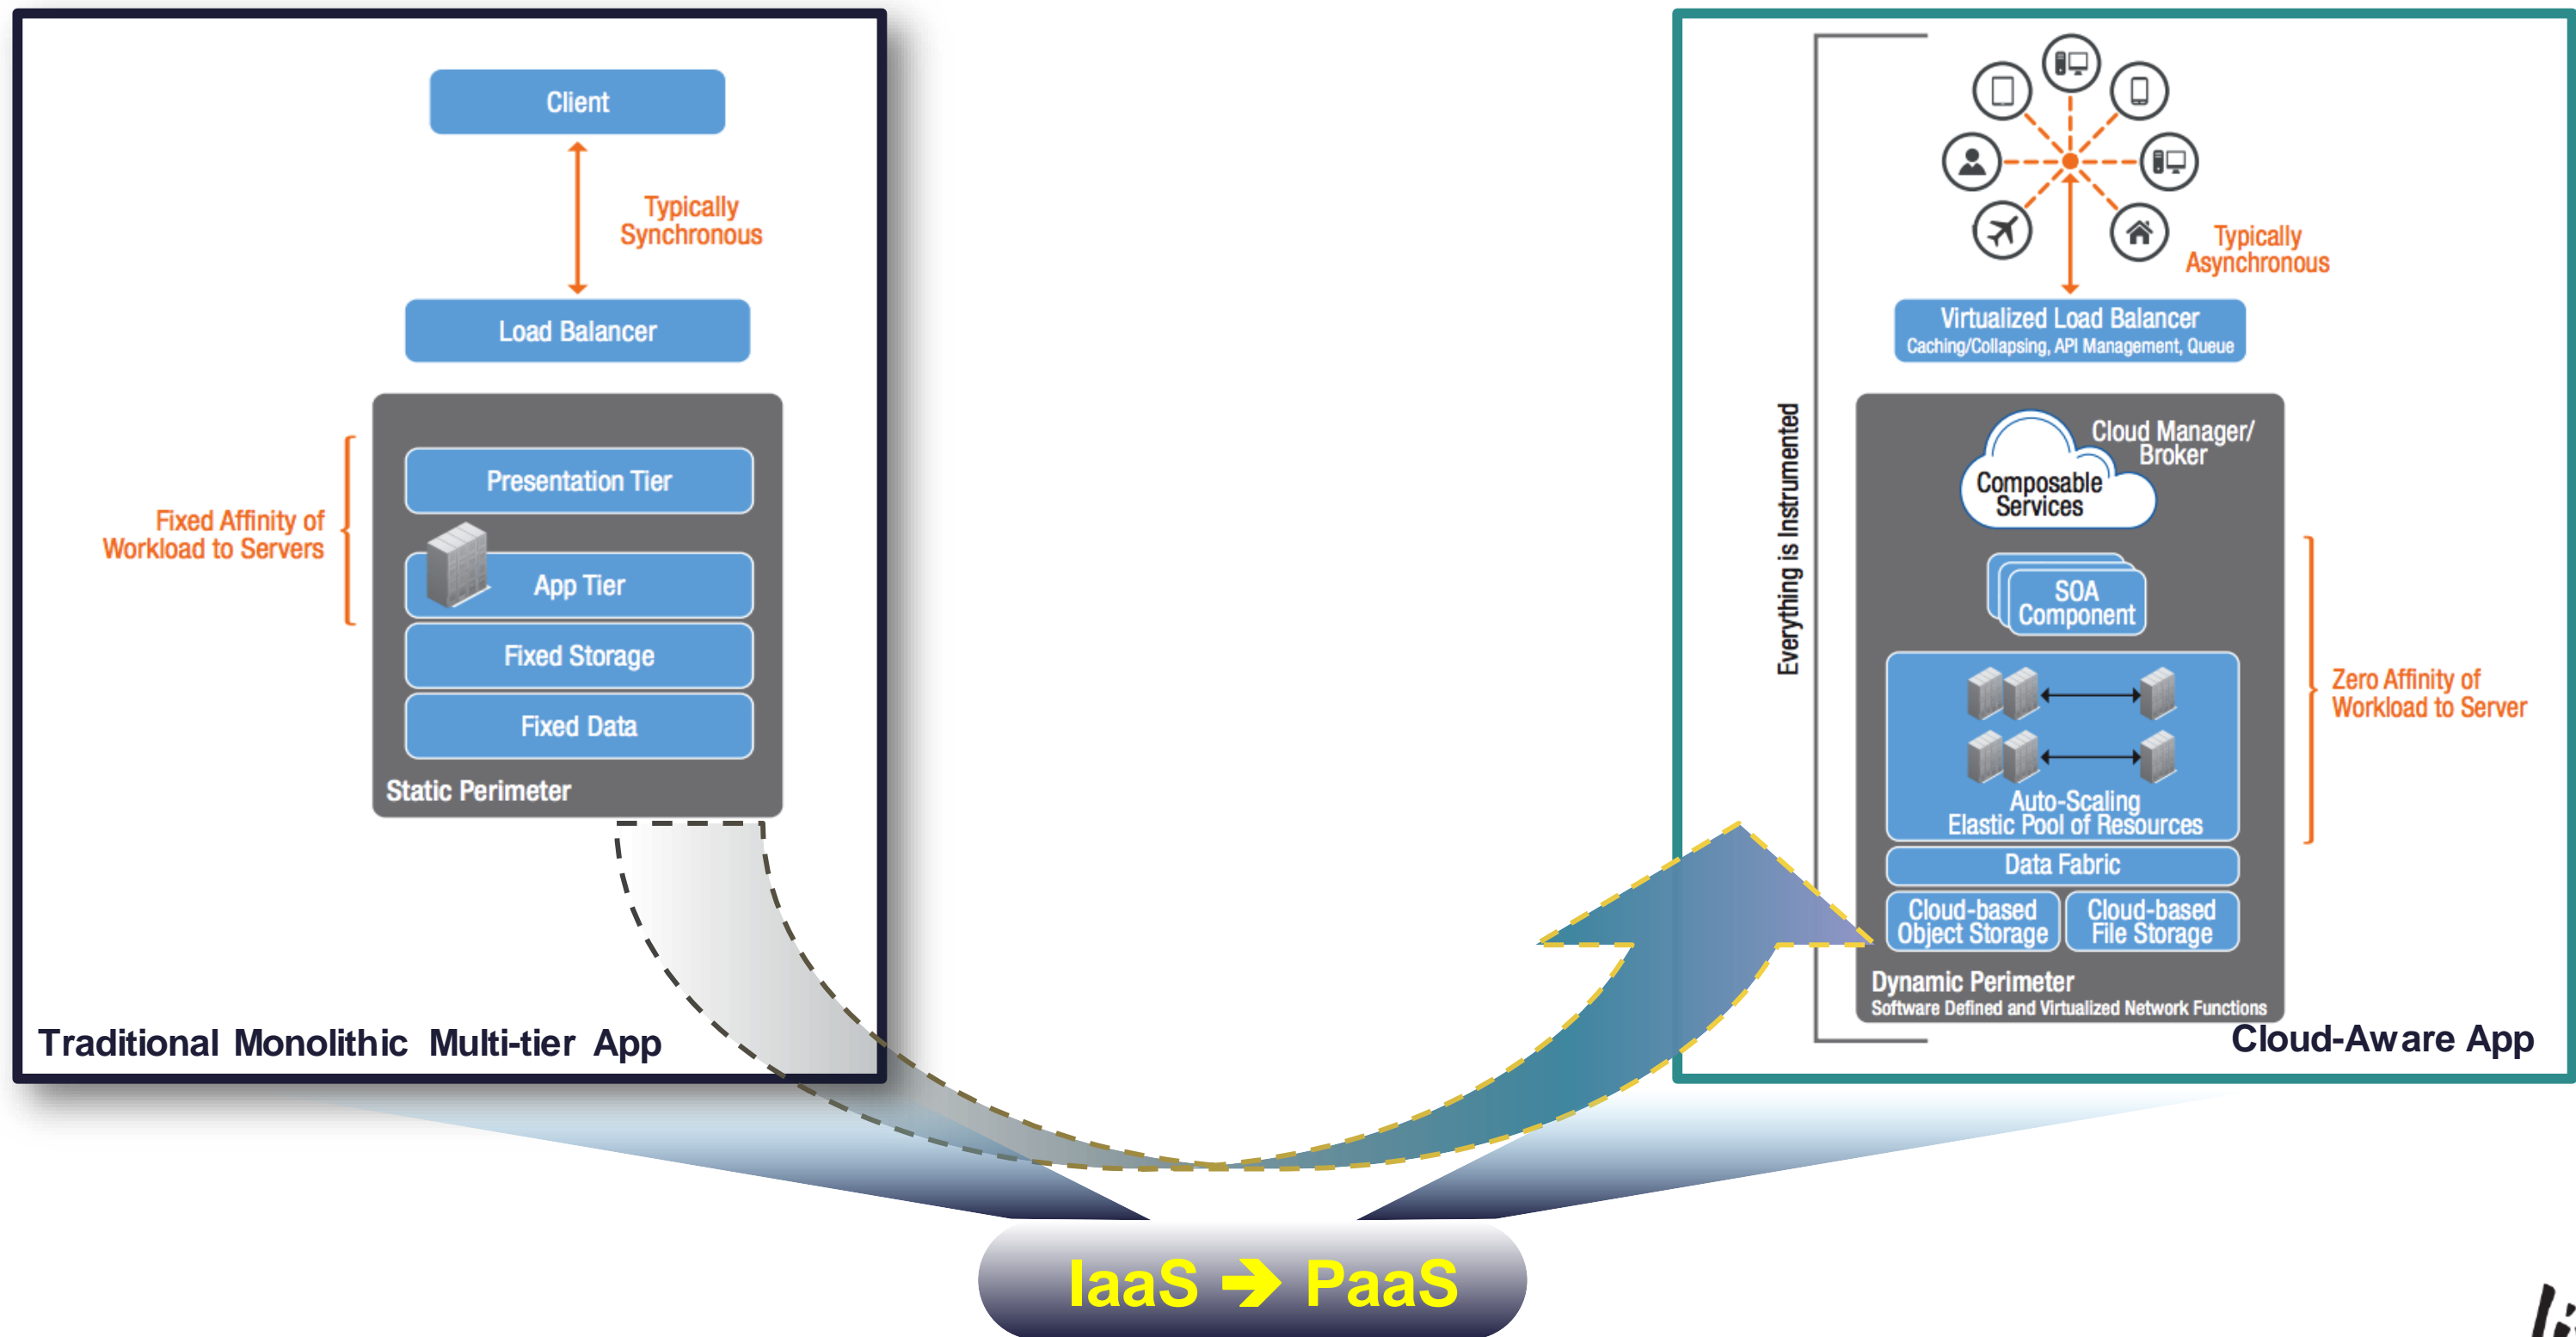 Client
Typically
Synchronous
Load Balancer
Fixed Affinity of
Workload to Servers
Presentation Tier
App Tier
Fixed Storage
Fixed Data
Static Perimeter
Traditional Monolithic Multi-tier App
Everything is Instrumented
Typically
Asynchronous
Virtualized Load Balancer
Caching/Collapsing, API Management, Queue
Cloud Manager/
Broker
Composable
Services
SOA
Component
Auto-Scaling
Elastic Pool of Resources
Zero Affinity of
Workload to Server
Data Fabric
Cloud-based
Object Storage
Cloud-based
File Storage
Dynamic Perimeter
Software Defined and Virtualized Network Functions
Cloud-Aware App
IaaS ➔ PaaS